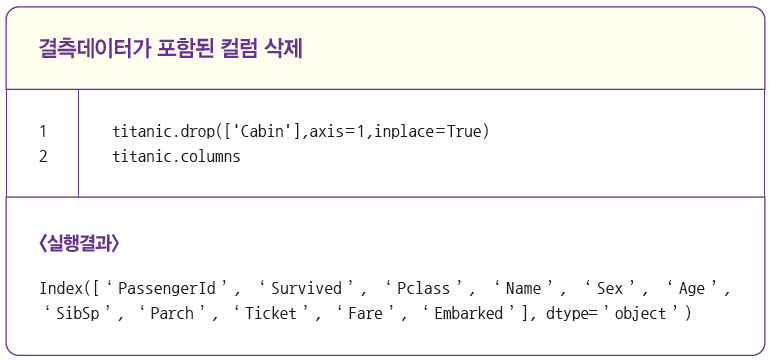 결측데이터가 포함된 컬럼 삭제
1 titanic.drop(['Cabin'],axis=1,inplace=True)
2 titanic.columns
〈실행결과〉
Index([‘PassengerId’, ‘Survived’, ‘Pclass’, ‘Name’, ‘Sex’, ‘Age’,
‘SibSp’, ‘Parch’, ‘Ticket’, ‘Fare’, ‘Embarked’], dtype=’object’)